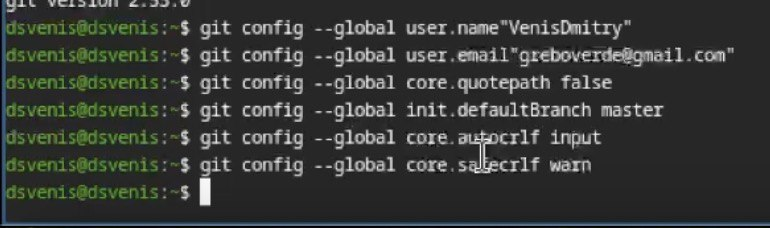 git version 2.53.0
dsvenis@dsvenis:~$ git config --global user.name"VenisDmitry"
dsvenis@dsvenis:~$ git config --global user.email"greboverde@gmail.com"
dsvenis@dsvenis:~$ git config --global core.quotepath false
dsvenis@dsvenis:~$ git config --global init.defaultBranch master
dsvenis@dsvenis:~$ git config --global core.autocrlf input
dsvenis@dsvenis:~$ git config --global core.safecrlf warn
dsvenis@dsvenis:~$